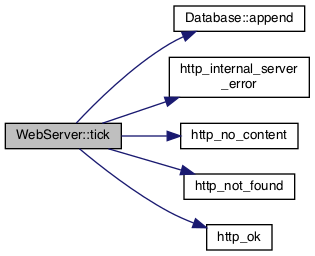 Database::append
http_internal_server
_error
WebServer::tick
http_no_content
http_not_found
http_ok